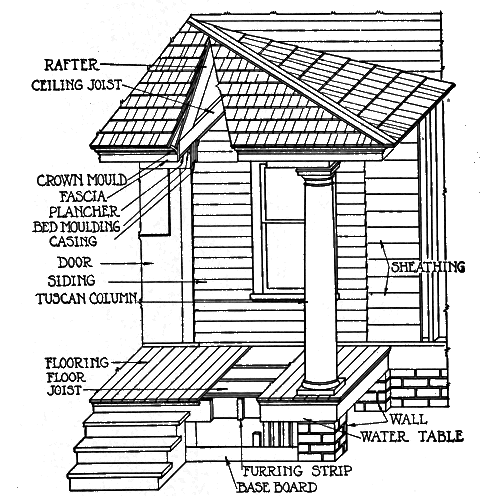 RAFTER
CEILING JOIST
CROWN MOULD
FASCIA
PLANCHER
BED MOULDING
CASING
DOOR
SIDING
TUSCAN COLUMN
SHEATHING
FLOORING
FLOOR
JOIST
WALL
WATER TABLE
FURRING STRIP
BASE BOARD